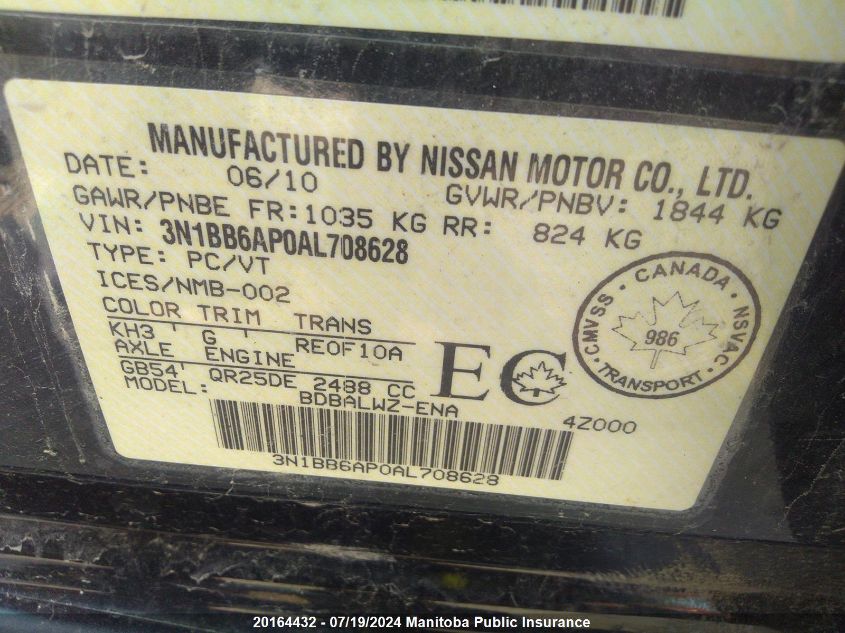 MANUFACTURED BY NISSAN MOTOR CO., LTD.
DATE: 06/10 GVWR/PNBV: 1844 KG
GAWR/PNBE FR: 1035 KG RR: 824 KG
VIN: 3N1BB6AP0AL708628
TYPE: PC/VT
ICES/NMB-002
COLOR TRIM TRANS
KH3 ' G ' RE0F10A
AXLE ENGINE
GB54' QR25DE 2488 CC
MODEL: BDBALWZ-ENA
EC
4Z000
3N1BB6AP0AL708628
CANADA · NSVAC · TRANSPORT · CMVSS ·
986
20164432 - 07/19/2024 Manitoba Public Insurance